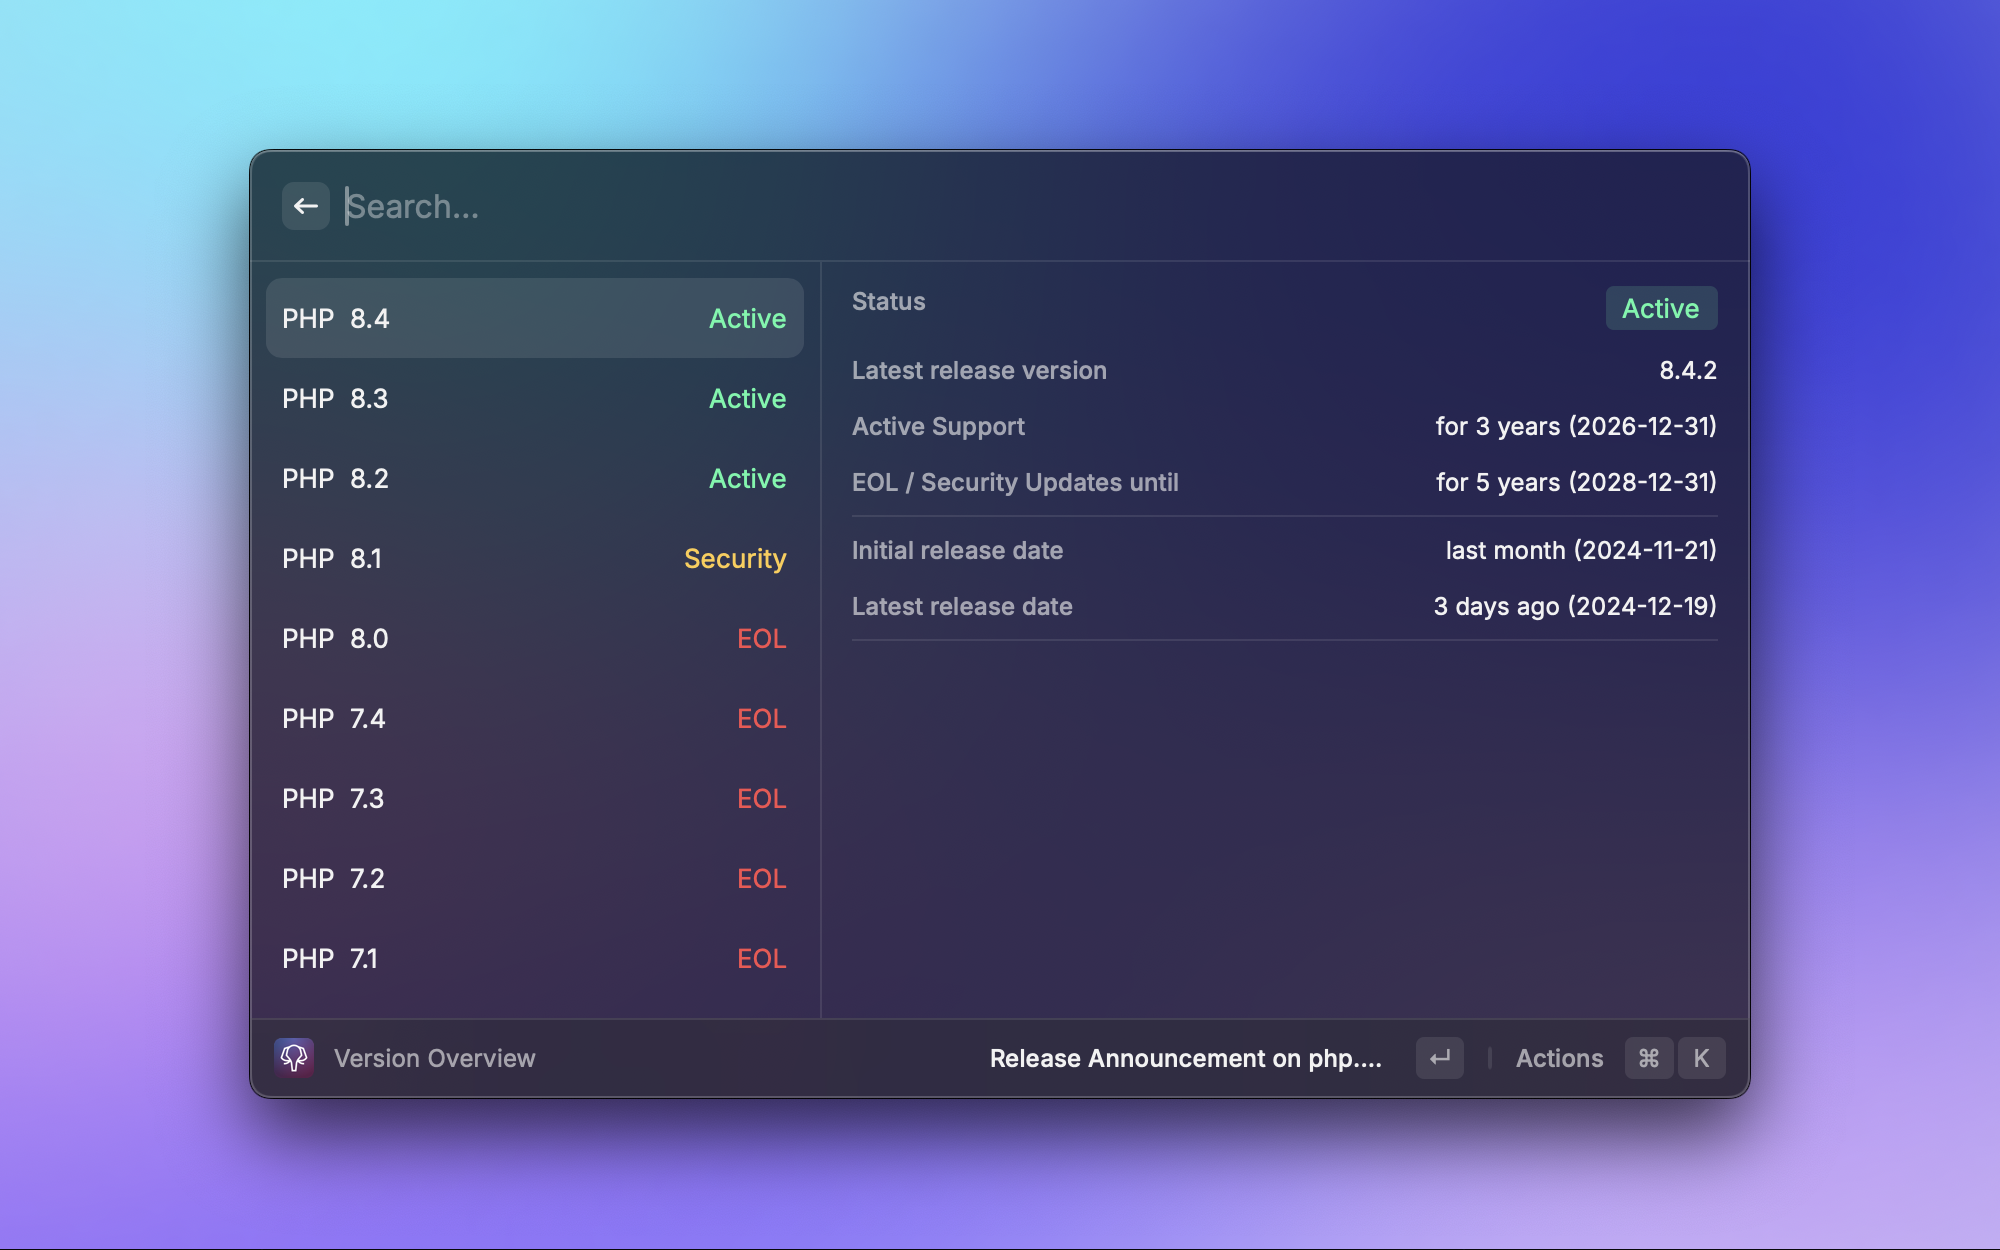 Search...
PHP 8.4 Active
PHP 8.3 Active
PHP 8.2 Active
PHP 8.1 Security
PHP 8.0 EOL
PHP 7.4 EOL
PHP 7.3 EOL
PHP 7.2 EOL
PHP 7.1 EOL
Status Active
Latest release version 8.4.2
Active Support for 3 years (2026-12-31)
EOL / Security Updates until for 5 years (2028-12-31)
Initial release date last month (2024-11-21)
Latest release date 3 days ago (2024-12-19)
Version Overview Release Announcement on php.... ↵ Actions ⌘ K